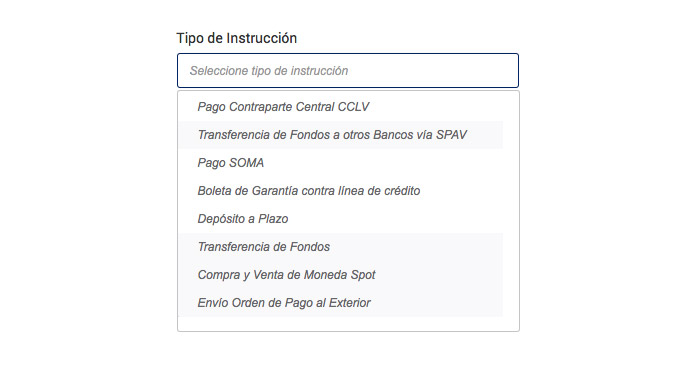 Tipo de Instrucción
Seleccione tipo de instrucción
Pago Contraparte Central CCLV
Transferencia de Fondos a otros Bancos vía SPAV
Pago SOMA
Boleta de Garantía contra línea de crédito
Depósito a Plazo
Transferencia de Fondos
Compra y Venta de Moneda Spot
Envío Orden de Pago al Exterior